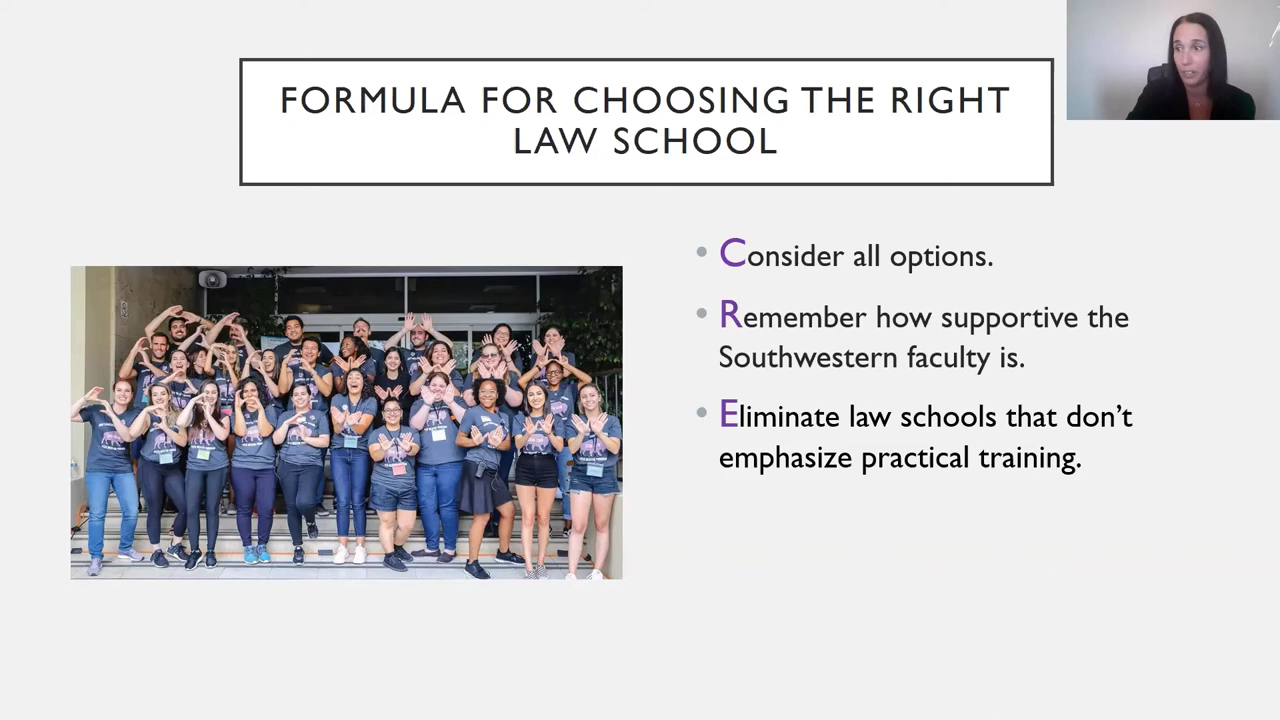 FORMULA FOR CHOOSING THE RIGHT
LAW SCHOOL
Consider all options.
Remember how supportive the
Southwestern faculty is.
Eliminate law schools that don't
emphasize practical training.